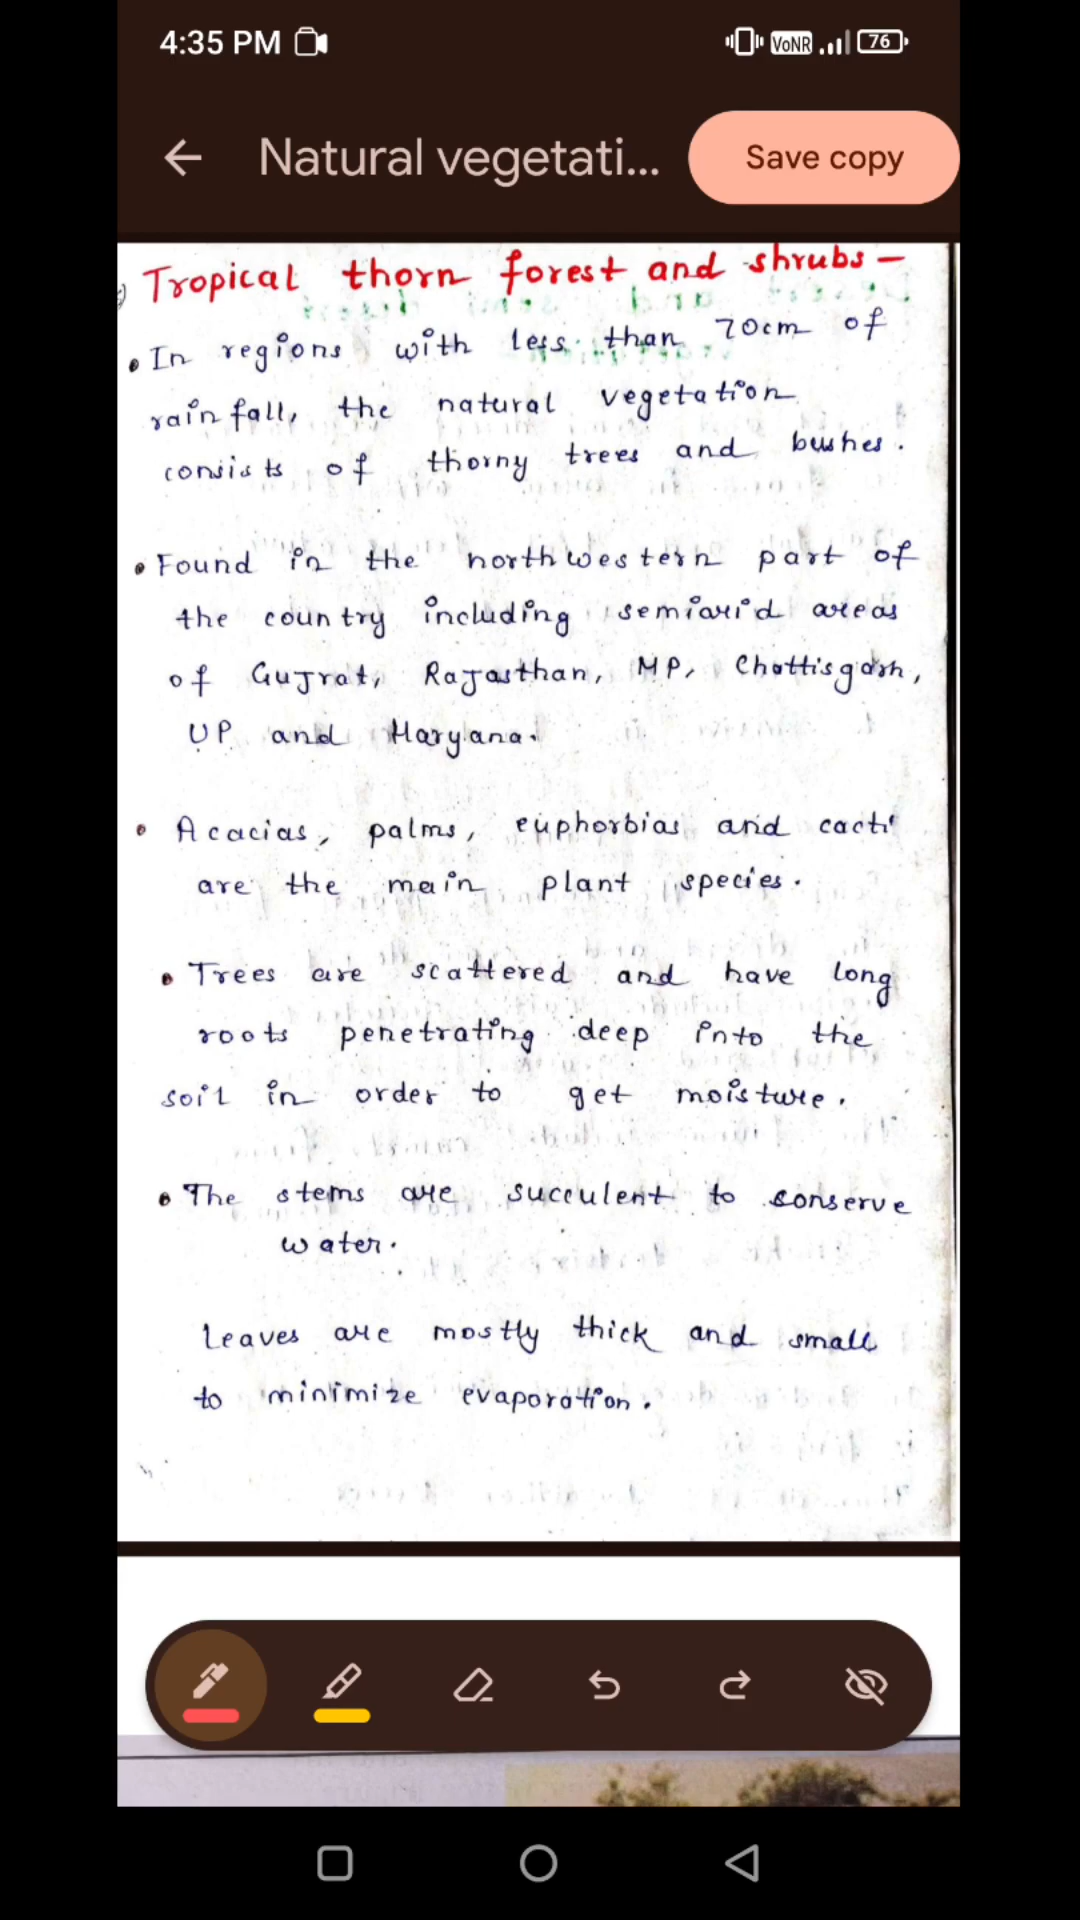 4:35 PM
VoNR
76
Natural vegetati...
Save copy
Tropical thorn forest and shrubs -
• In regions with less than 70cm of
rainfall, the natural vegetation
consists of thorny trees and bushes.
• Found in the northwestern part of
the country including semiarid areas
of Gujrat, Rajasthan, MP, Chattisgarh,
UP and Haryana.
• Acacias, palms, euphorbias and cacti
are the main plant species.
• Trees are scattered and have long
roots penetrating deep into the
soil in order to get moisture.
• The stems are succulent to conserve
water.
Leaves are mostly thick and small
to minimize evaporation.